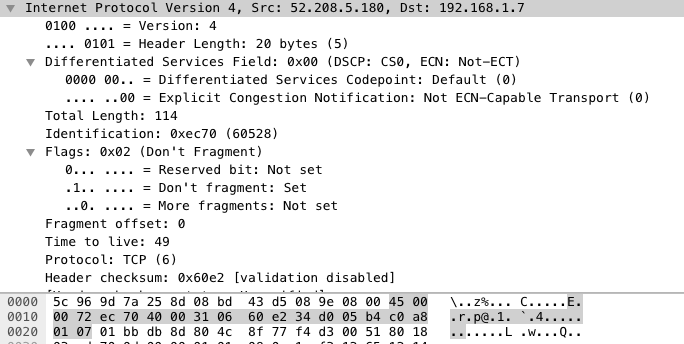 Internet Protocol Version 4, Src: 52.208.5.180, Dst: 192.168.1.7
0100 .... = Version: 4
.... 0101 = Header Length: 20 bytes (5)
Differentiated Services Field: 0x00 (DSCP: CS0, ECN: Not-ECT)
0000 00.. = Differentiated Services Codepoint: Default (0)
.... ..00 = Explicit Congestion Notification: Not ECN-Capable Transport (0)
Total Length: 114
Identification: 0xec70 (60528)
Flags: 0x02 (Don't Fragment)
0... .... = Reserved bit: Not set
.1.. .... = Don't fragment: Set
..0. .... = More fragments: Not set
Fragment offset: 0
Time to live: 49
Protocol: TCP (6)
Header checksum: 0x60e2 [validation disabled]
0000 5c 96 9d 7a 25 8d 08 bd 43 d5 08 9e 08 00 45 00 \..z%... C.....E.
0010 00 72 ec 70 40 00 31 06 60 e2 34 d0 05 b4 c0 a8 .r.p@.1. `.4.....
0020 01 07 01 bb db 8d 80 4c 8f 77 f4 d3 00 51 80 18 .......L .w...Q..